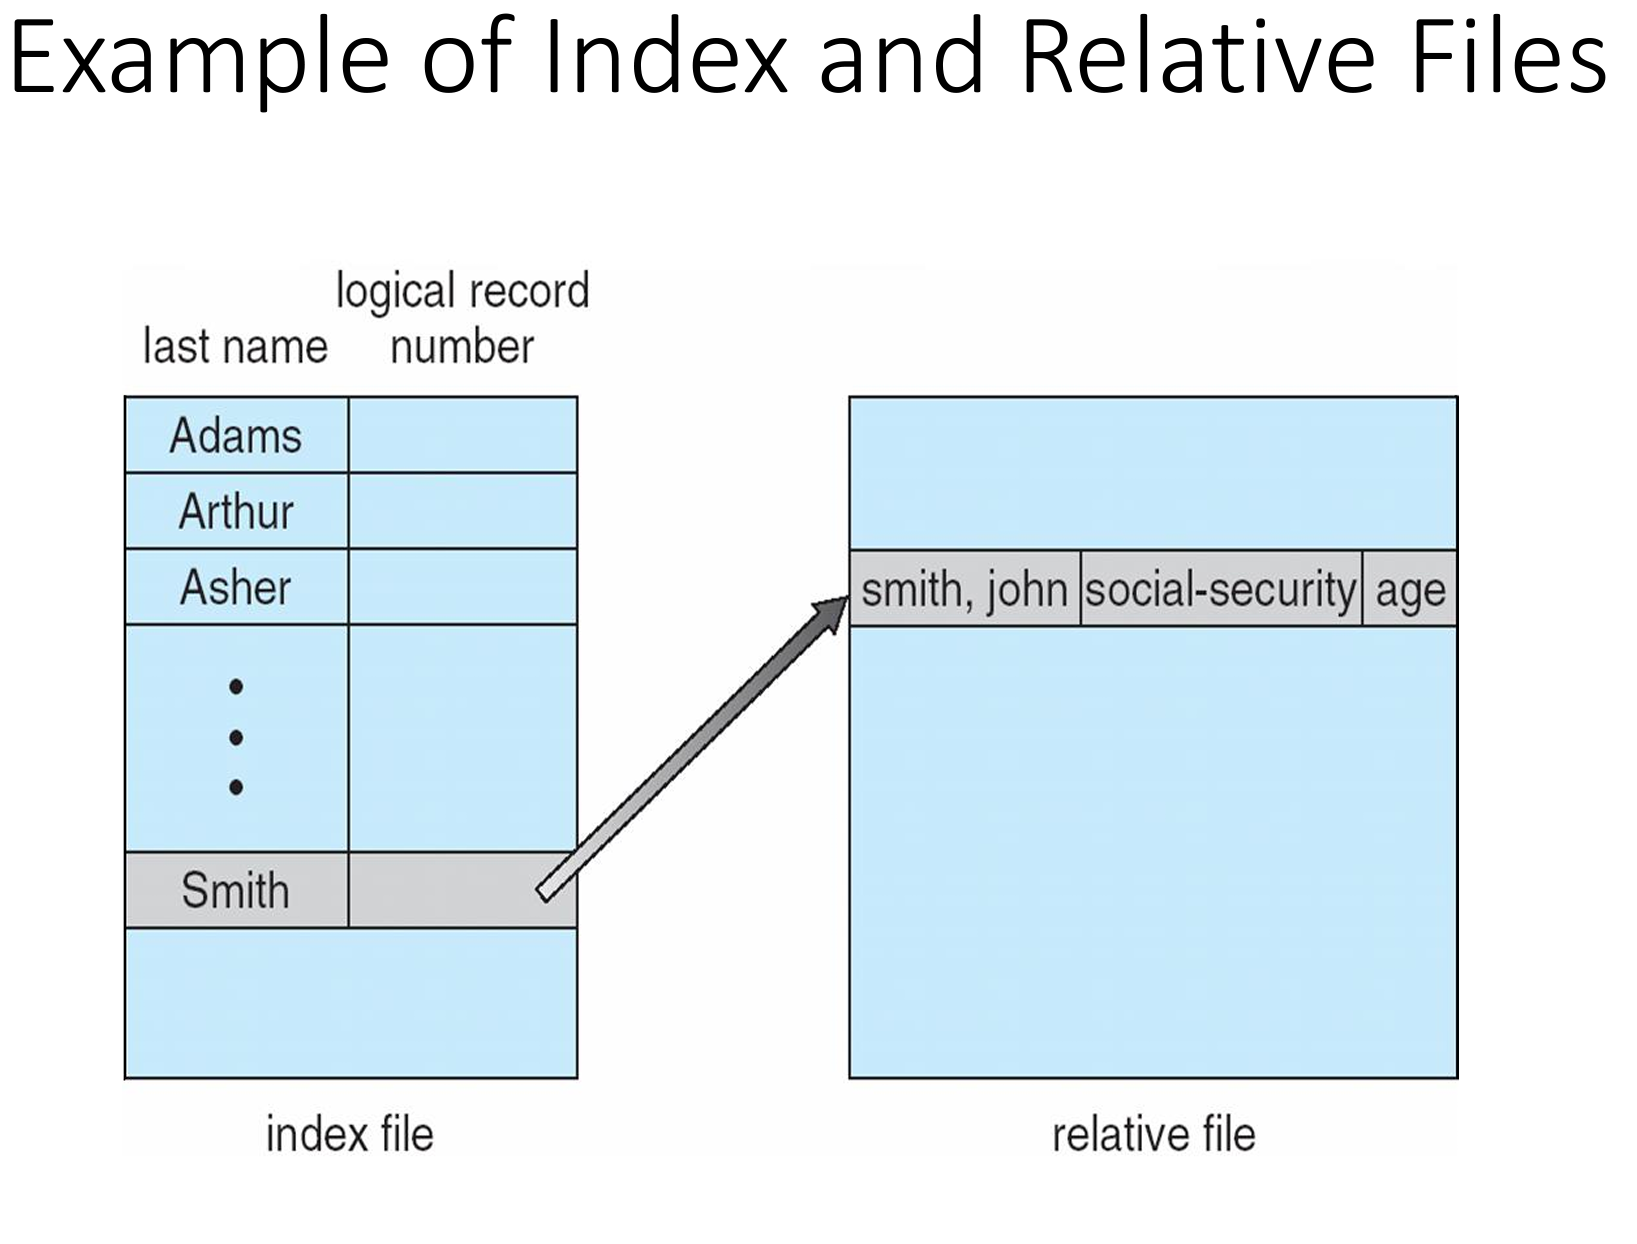 Example of Index and Relative Files
logical record
last name number
Adams
Arthur
Asher
Smith
smith, john social-security age
index file
relative file